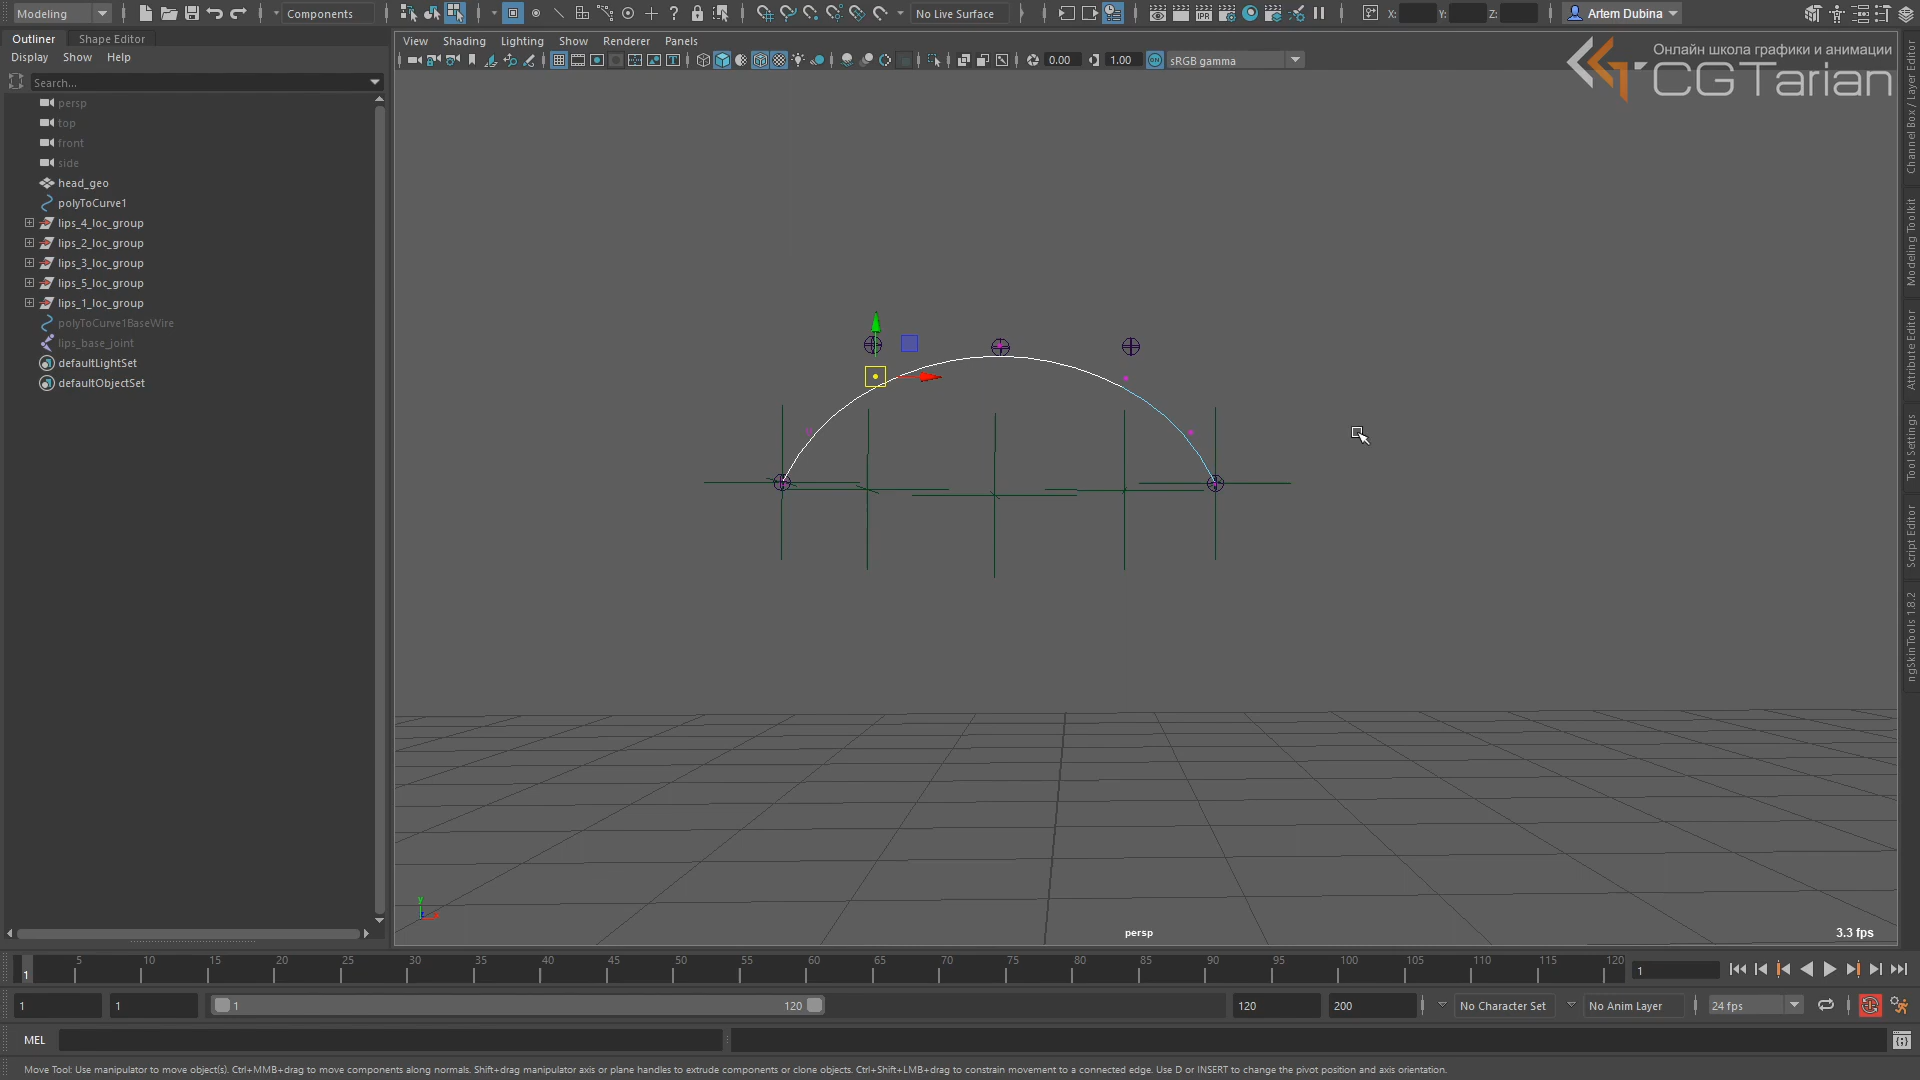 Modeling
Components
No Live Surface
X:
Y:
Z:
Artem Dubina
Outliner
Shape Editor
Display
Show
Help
Search...
persp
top
front
side
head_geo
polyToCurve1
lips_4_loc_group
lips_2_loc_group
lips_3_loc_group
lips_5_loc_group
lips_1_loc_group
polyToCurve1BaseWire
lips_base_joint
defaultLightSet
defaultObjectSet
View
Shading
Lighting
Show
Renderer
Panels
0.00
1.00
ON
sRGB gamma
IPR
Онлайн школа графики и анимации
CGTarian
y
persp
3.3 fps
Channel Box / Layer Editor
Modeling Toolkit
Attribute Editor
Tool Settings
Script Editor
ngSkinTools 1.8.2
1
5
10
15
20
25
30
35
40
45
50
55
60
65
70
75
80
85
90
95
100
105
110
115
120
1
1
1
1
120
120
200
No Character Set
No Anim Layer
24 fps
MEL
Move Tool: Use manipulator to move object(s). Ctrl+MMB+drag to move components along normals. Shift+drag manipulator axis or plane handles to extrude components or clone objects. Ctrl+Shift+LMB+drag to constrain movement to a connected edge. Use D or INSERT to change the pivot position and axis orientation.